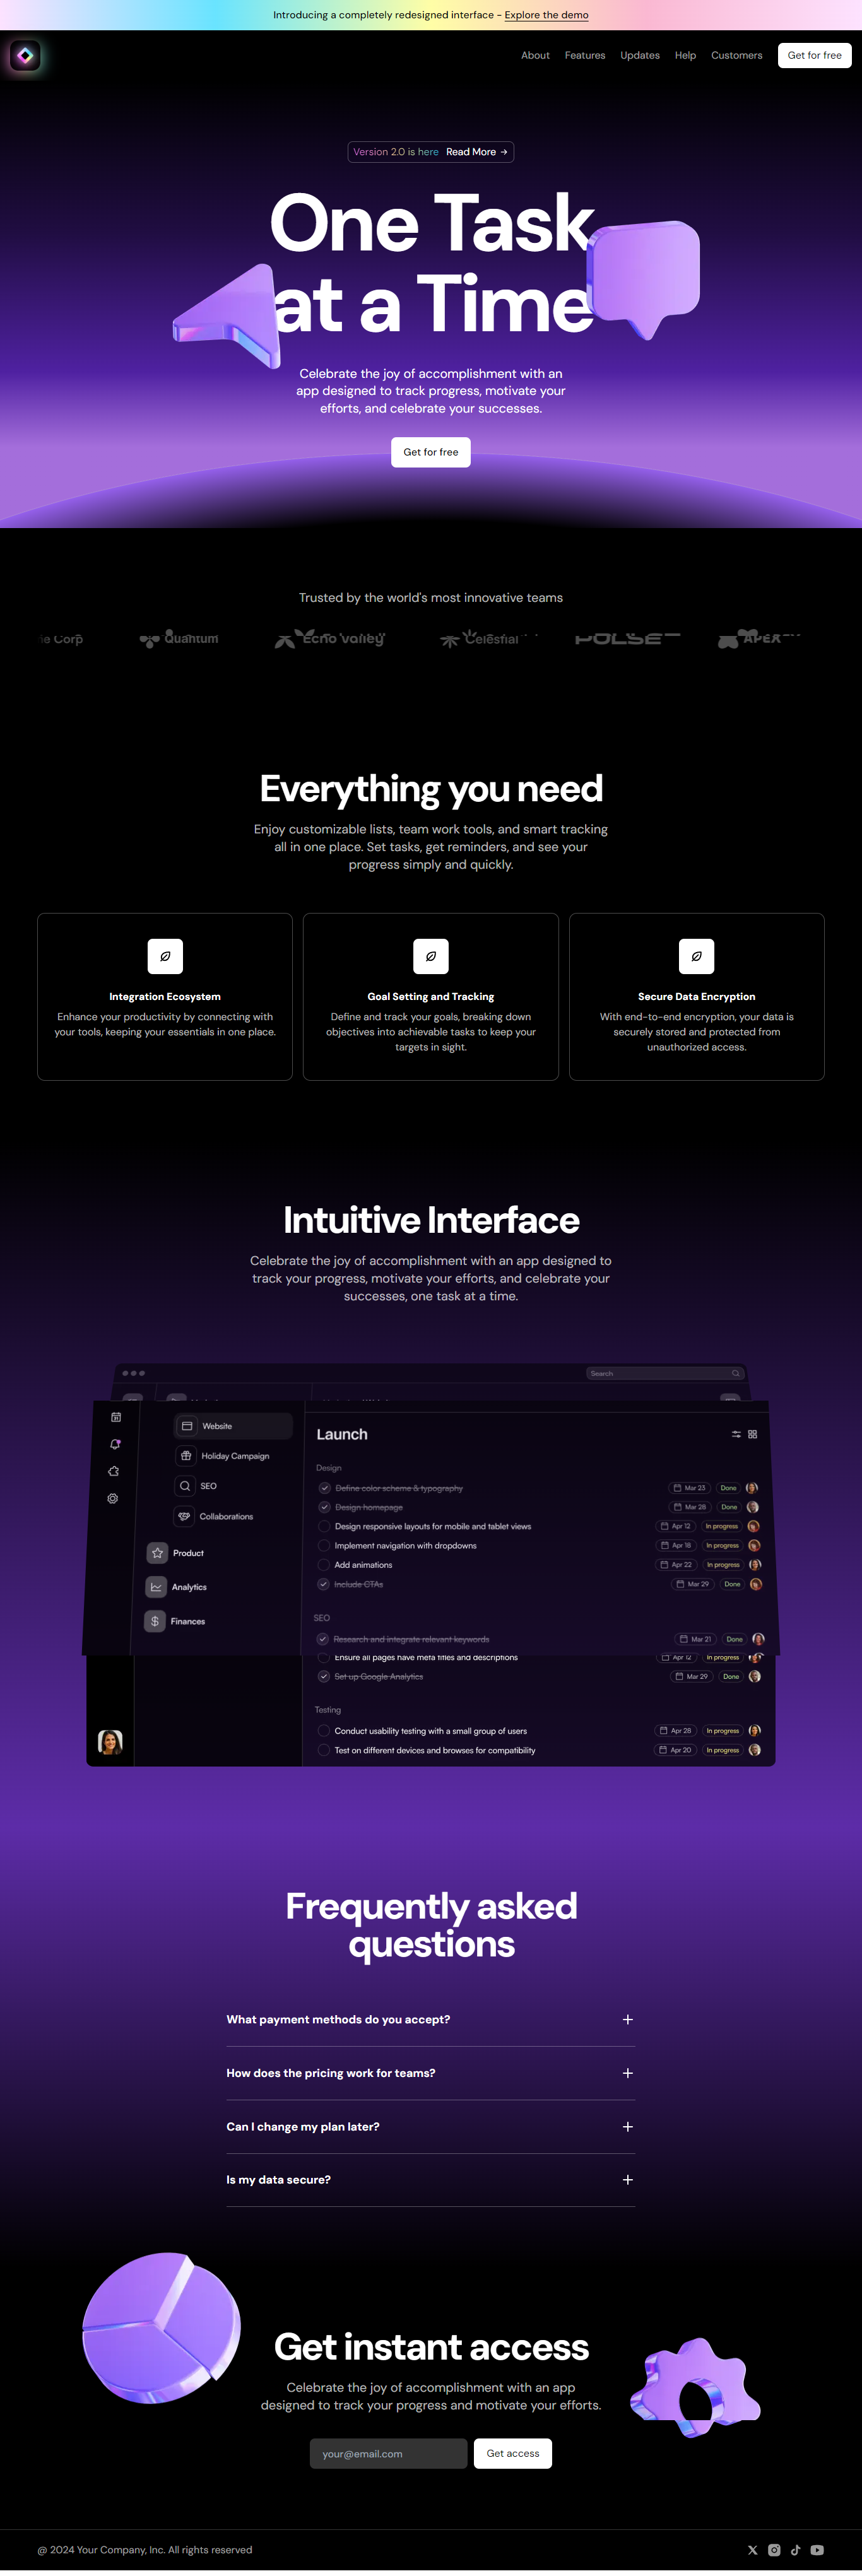 Introducing a completely redesigned interface - Explore the demo
About Features Updates Help Customers Get for free
Version 2.0 is here Read More →
One Task
at a Time
Celebrate the joy of accomplishment with an
app designed to track progress, motivate your
efforts, and celebrate your successes.
Get for free
Trusted by the world's most innovative teams
Corp Quantum Echo Valley Celestial PULSE APEX
Everything you need
Enjoy customizable lists, team work tools, and smart tracking
all in one place. Set tasks, get reminders, and see your
progress simply and quickly.
Integration Ecosystem
Enhance your productivity by connecting with
your tools, keeping your essentials in one place.
Goal Setting and Tracking
Define and track your goals, breaking down
objectives into achievable tasks to keep your
targets in sight.
Secure Data Encryption
With end-to-end encryption, your data is
securely stored and protected from
unauthorized access.
Intuitive Interface
Celebrate the joy of accomplishment with an app designed to
track your progress, motivate your efforts, and celebrate your
successes, one task at a time.
Search
Website
Holiday Campaign
SEO
Collaborations
Product
Analytics
Finances
Launch
Design
Define color scheme & typography Mar 23 Done
Design homepage Mar 28 Done
Design responsive layouts for mobile and tablet views Apr 12 In progress
Implement navigation with dropdowns Apr 18 In progress
Add animations Apr 22 In progress
Include CTAs Mar 29 Done
SEO
Research and integrate relevant keywords Mar 21 Done
Ensure all pages have meta titles and descriptions Apr 12 In progress
Set up Google Analytics Mar 29 Done
Testing
Conduct usability testing with a small group of users Apr 28 In progress
Test on different devices and browses for compatibility Apr 20 In progress
Frequently asked
questions
What payment methods do you accept?
How does the pricing work for teams?
Can I change my plan later?
Is my data secure?
Get instant access
Celebrate the joy of accomplishment with an app
designed to track your progress and motivate your efforts.
your@email.com Get access
@ 2024 Your Company, Inc. All rights reserved